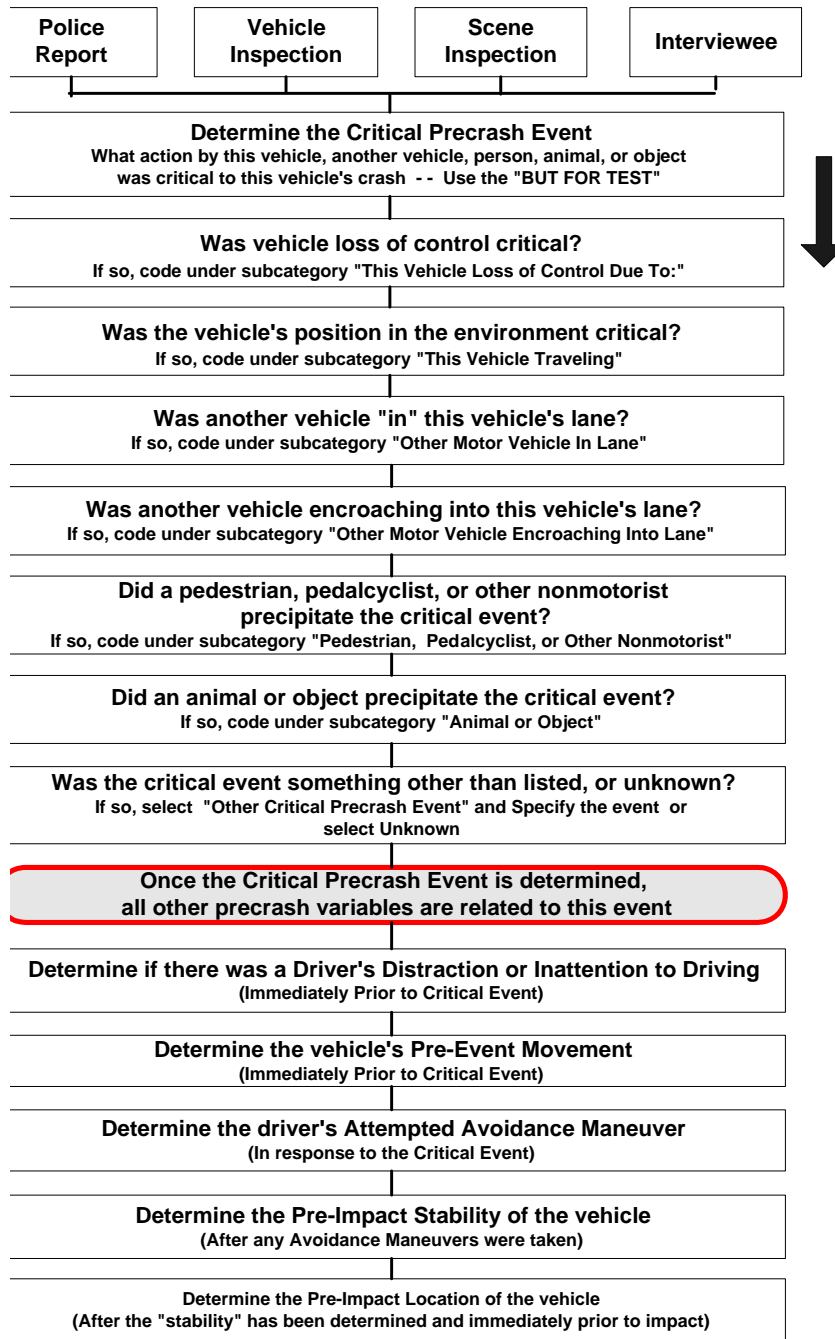 Police
Report
Vehicle
Inspection
Scene
Inspection
Interviewee
Determine the Critical Precrash Event
What action by this vehicle, another vehicle, person, animal, or object
was critical to this vehicle's crash - - Use the "BUT FOR TEST"
Was vehicle loss of control critical?
If so, code under subcategory "This Vehicle Loss of Control Due To:"
Was the vehicle's position in the environment critical?
If so, code under subcategory "This Vehicle Traveling"
Was another vehicle "in" this vehicle's lane?
If so, code under subcategory "Other Motor Vehicle In Lane"
Was another vehicle encroaching into this vehicle's lane?
If so, code under subcategory "Other Motor Vehicle Encroaching Into Lane"
Did a pedestrian, pedalcyclist, or other nonmotorist
precipitate the critical event?
If so, code under subcategory "Pedestrian, Pedalcyclist, or Other Nonmotorist"
Did an animal or object precipitate the critical event?
If so, code under subcategory "Animal or Object"
Was the critical event something other than listed, or unknown?
If so, select "Other Critical Precrash Event" and Specify the event or
select Unknown
Once the Critical Precrash Event is determined,
all other precrash variables are related to this event
Determine if there was a Driver's Distraction or Inattention to Driving
(Immediately Prior to Critical Event)
Determine the vehicle's Pre-Event Movement
(Immediately Prior to Critical Event)
Determine the driver's Attempted Avoidance Maneuver
(In response to the Critical Event)
Determine the Pre-Impact Stability of the vehicle
(After any Avoidance Maneuvers were taken)
Determine the Pre-Impact Location of the vehicle
(After the "stability" has been determined and immediately prior to impact)